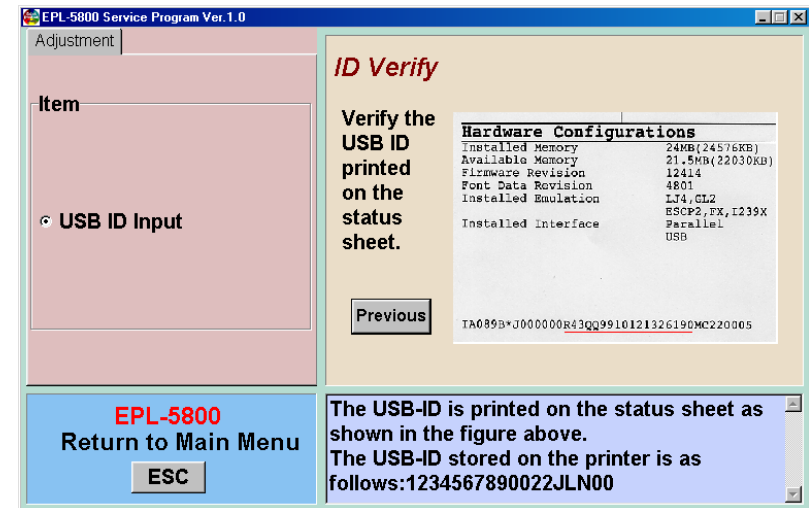 EPL-5800 Service Program Ver.1.0
Adjustment
Item
USB ID Input
ID Verify
Verify the
USB ID
printed
on the
status
sheet.
Previous
Hardware Configurations
Installed Memory 24MB(24576KB)
Available Memory 21.5MB(22030KB)
Firmware Revision 12414
Font Data Revision 4801
Installed Emulation LJ4,GL2
ESCP2,FX,I239X
Installed Interface Parallel
USB
IA089B*J000000R43QQ9910121326190MC220005
EPL-5800
Return to Main Menu
ESC
The USB-ID is printed on the status sheet as
shown in the figure above.
The USB-ID stored on the printer is as
follows:1234567890022JLN00